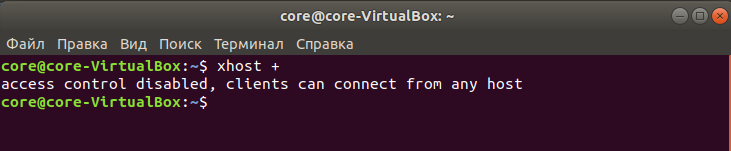 core@core-VirtualBox: ~
Файл Правка Вид Поиск Терминал Справка
core@core-VirtualBox:~$ xhost +
access control disabled, clients can connect from any host
core@core-VirtualBox:~$